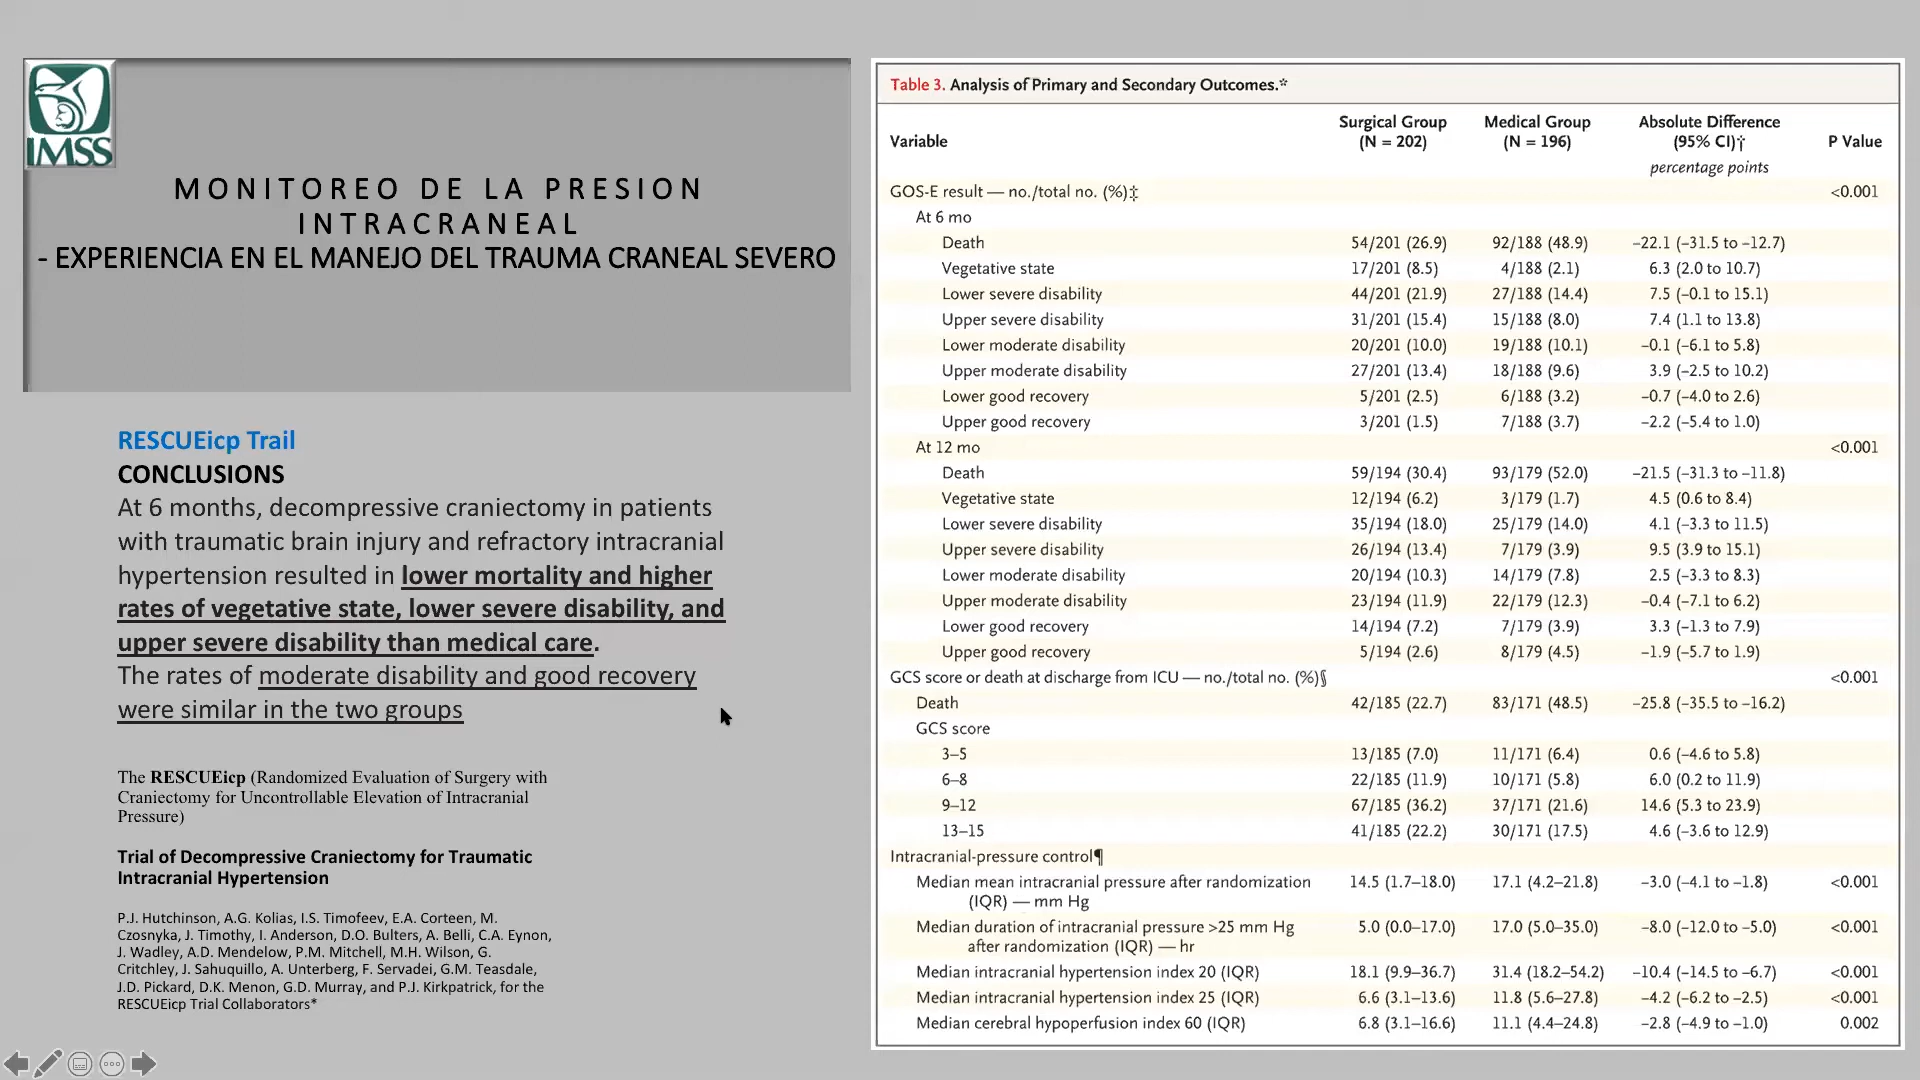 IMSS
MONITOREO DE LA PRESION
INTRACRANEAL
- EXPERIENCIA EN EL MANEJO DEL TRAUMA CRANEAL SEVERO
RESCUEicp Trail
CONCLUSIONS
At 6 months, decompressive craniectomy in patients
with traumatic brain injury and refractory intracranial
hypertension resulted in lower mortality and higher
rates of vegetative state, lower severe disability, and
upper severe disability than medical care.
The rates of moderate disability and good recovery
were similar in the two groups
The RESCUEicp (Randomized Evaluation of Surgery with
Craniectomy for Uncontrollable Elevation of Intracranial
Pressure)
Trial of Decompressive Craniectomy for Traumatic
Intracranial Hypertension
P.J. Hutchinson, A.G. Kolias, I.S. Timofeev, E.A. Corteen, M.
Czosnyka, J. Timothy, I. Anderson, D.O. Bulters, A. Belli, C.A. Eynon,
J. Wadley, A.D. Mendelow, P.M. Mitchell, M.H. Wilson, G.
Critchley, J. Sahuquillo, A. Unterberg, F. Servadei, G.M. Teasdale,
J.D. Pickard, D.K. Menon, G.D. Murray, and P.J. Kirkpatrick, for the
RESCUEicp Trial Collaborators*
Table 3. Analysis of Primary and Secondary Outcomes.*
Variable Surgical Group (N = 202) Medical Group (N = 196) Absolute Difference (95% CI)† P Value
percentage points
GOS-E result — no./total no. (%)‡ <0.001
At 6 mo
Death 54/201 (26.9) 92/188 (48.9) −22.1 (−31.5 to −12.7)
Vegetative state 17/201 (8.5) 4/188 (2.1) 6.3 (2.0 to 10.7)
Lower severe disability 44/201 (21.9) 27/188 (14.4) 7.5 (−0.1 to 15.1)
Upper severe disability 31/201 (15.4) 15/188 (8.0) 7.4 (1.1 to 13.8)
Lower moderate disability 20/201 (10.0) 19/188 (10.1) −0.1 (−6.1 to 5.8)
Upper moderate disability 27/201 (13.4) 18/188 (9.6) 3.9 (−2.5 to 10.2)
Lower good recovery 5/201 (2.5) 6/188 (3.2) −0.7 (−4.0 to 2.6)
Upper good recovery 3/201 (1.5) 7/188 (3.7) −2.2 (−5.4 to 1.0)
At 12 mo <0.001
Death 59/194 (30.4) 93/179 (52.0) −21.5 (−31.3 to −11.8)
Vegetative state 12/194 (6.2) 3/179 (1.7) 4.5 (0.6 to 8.4)
Lower severe disability 35/194 (18.0) 25/179 (14.0) 4.1 (−3.3 to 11.5)
Upper severe disability 26/194 (13.4) 7/179 (3.9) 9.5 (3.9 to 15.1)
Lower moderate disability 20/194 (10.3) 14/179 (7.8) 2.5 (−3.3 to 8.3)
Upper moderate disability 23/194 (11.9) 22/179 (12.3) −0.4 (−7.1 to 6.2)
Lower good recovery 14/194 (7.2) 7/179 (3.9) 3.3 (−1.3 to 7.9)
Upper good recovery 5/194 (2.6) 8/179 (4.5) −1.9 (−5.7 to 1.9)
GCS score or death at discharge from ICU — no./total no. (%)§ <0.001
Death 42/185 (22.7) 83/171 (48.5) −25.8 (−35.5 to −16.2)
GCS score
3–5 13/185 (7.0) 11/171 (6.4) 0.6 (−4.6 to 5.8)
6–8 22/185 (11.9) 10/171 (5.8) 6.0 (0.2 to 11.9)
9–12 67/185 (36.2) 37/171 (21.6) 14.6 (5.3 to 23.9)
13–15 41/185 (22.2) 30/171 (17.5) 4.6 (−3.6 to 12.9)
Intracranial-pressure control¶
Median mean intracranial pressure after randomization 14.5 (1.7–18.0) 17.1 (4.2–21.8) −3.0 (−4.1 to −1.8) <0.001
(IQR) — mm Hg
Median duration of intracranial pressure >25 mm Hg 5.0 (0.0–17.0) 17.0 (5.0–35.0) −8.0 (−12.0 to −5.0) <0.001
after randomization (IQR) — hr
Median intracranial hypertension index 20 (IQR) 18.1 (9.9–36.7) 31.4 (18.2–54.2) −10.4 (−14.5 to −6.7) <0.001
Median intracranial hypertension index 25 (IQR) 6.6 (3.1–13.6) 11.8 (5.6–27.8) −4.2 (−6.2 to −2.5) <0.001
Median cerebral hypoperfusion index 60 (IQR) 6.8 (3.1–16.6) 11.1 (4.4–24.8) −2.8 (−4.9 to −1.0) 0.002